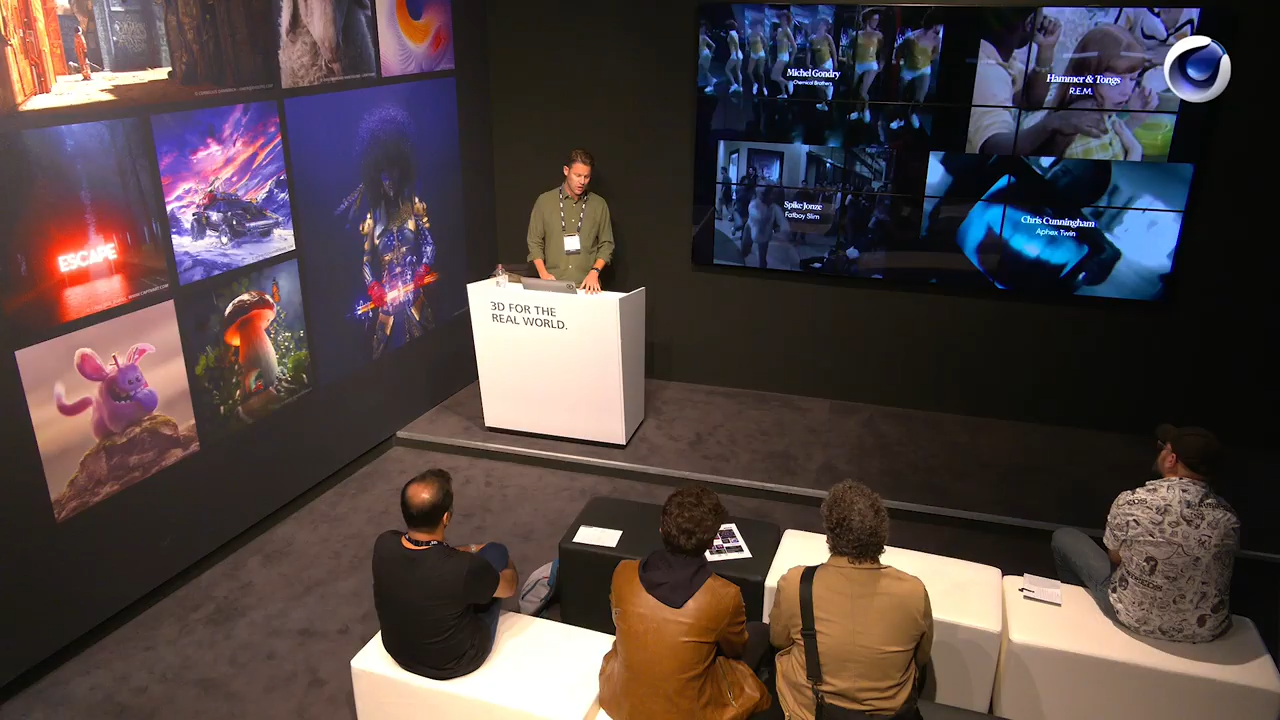 Michel Gondry
Chemical Brothers
Hammer & Tongs
R.E.M.
Spike Jonze
Fatboy Slim
Chris Cunningham
Aphex Twin
ESCAPE
3D FOR THE
REAL WORLD.